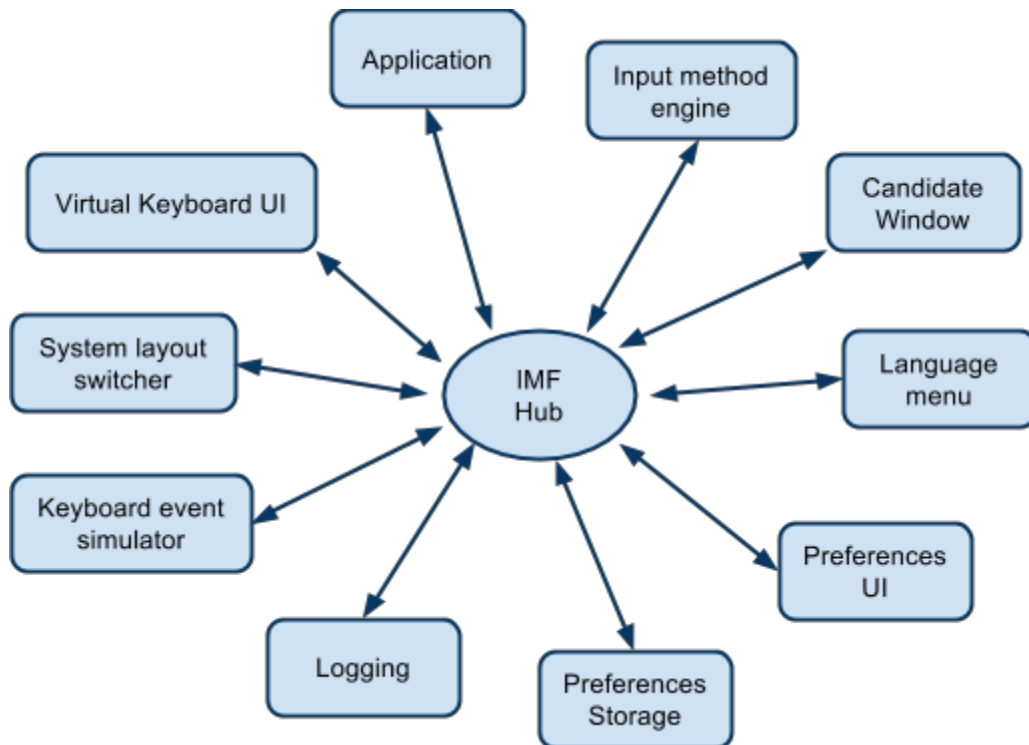 Application
Input method
engine
Virtual Keyboard UI
Candidate
Window
System layout
switcher
IMF
Hub
Language
menu
Keyboard event
simulator
Preferences
UI
Logging
Preferences
Storage